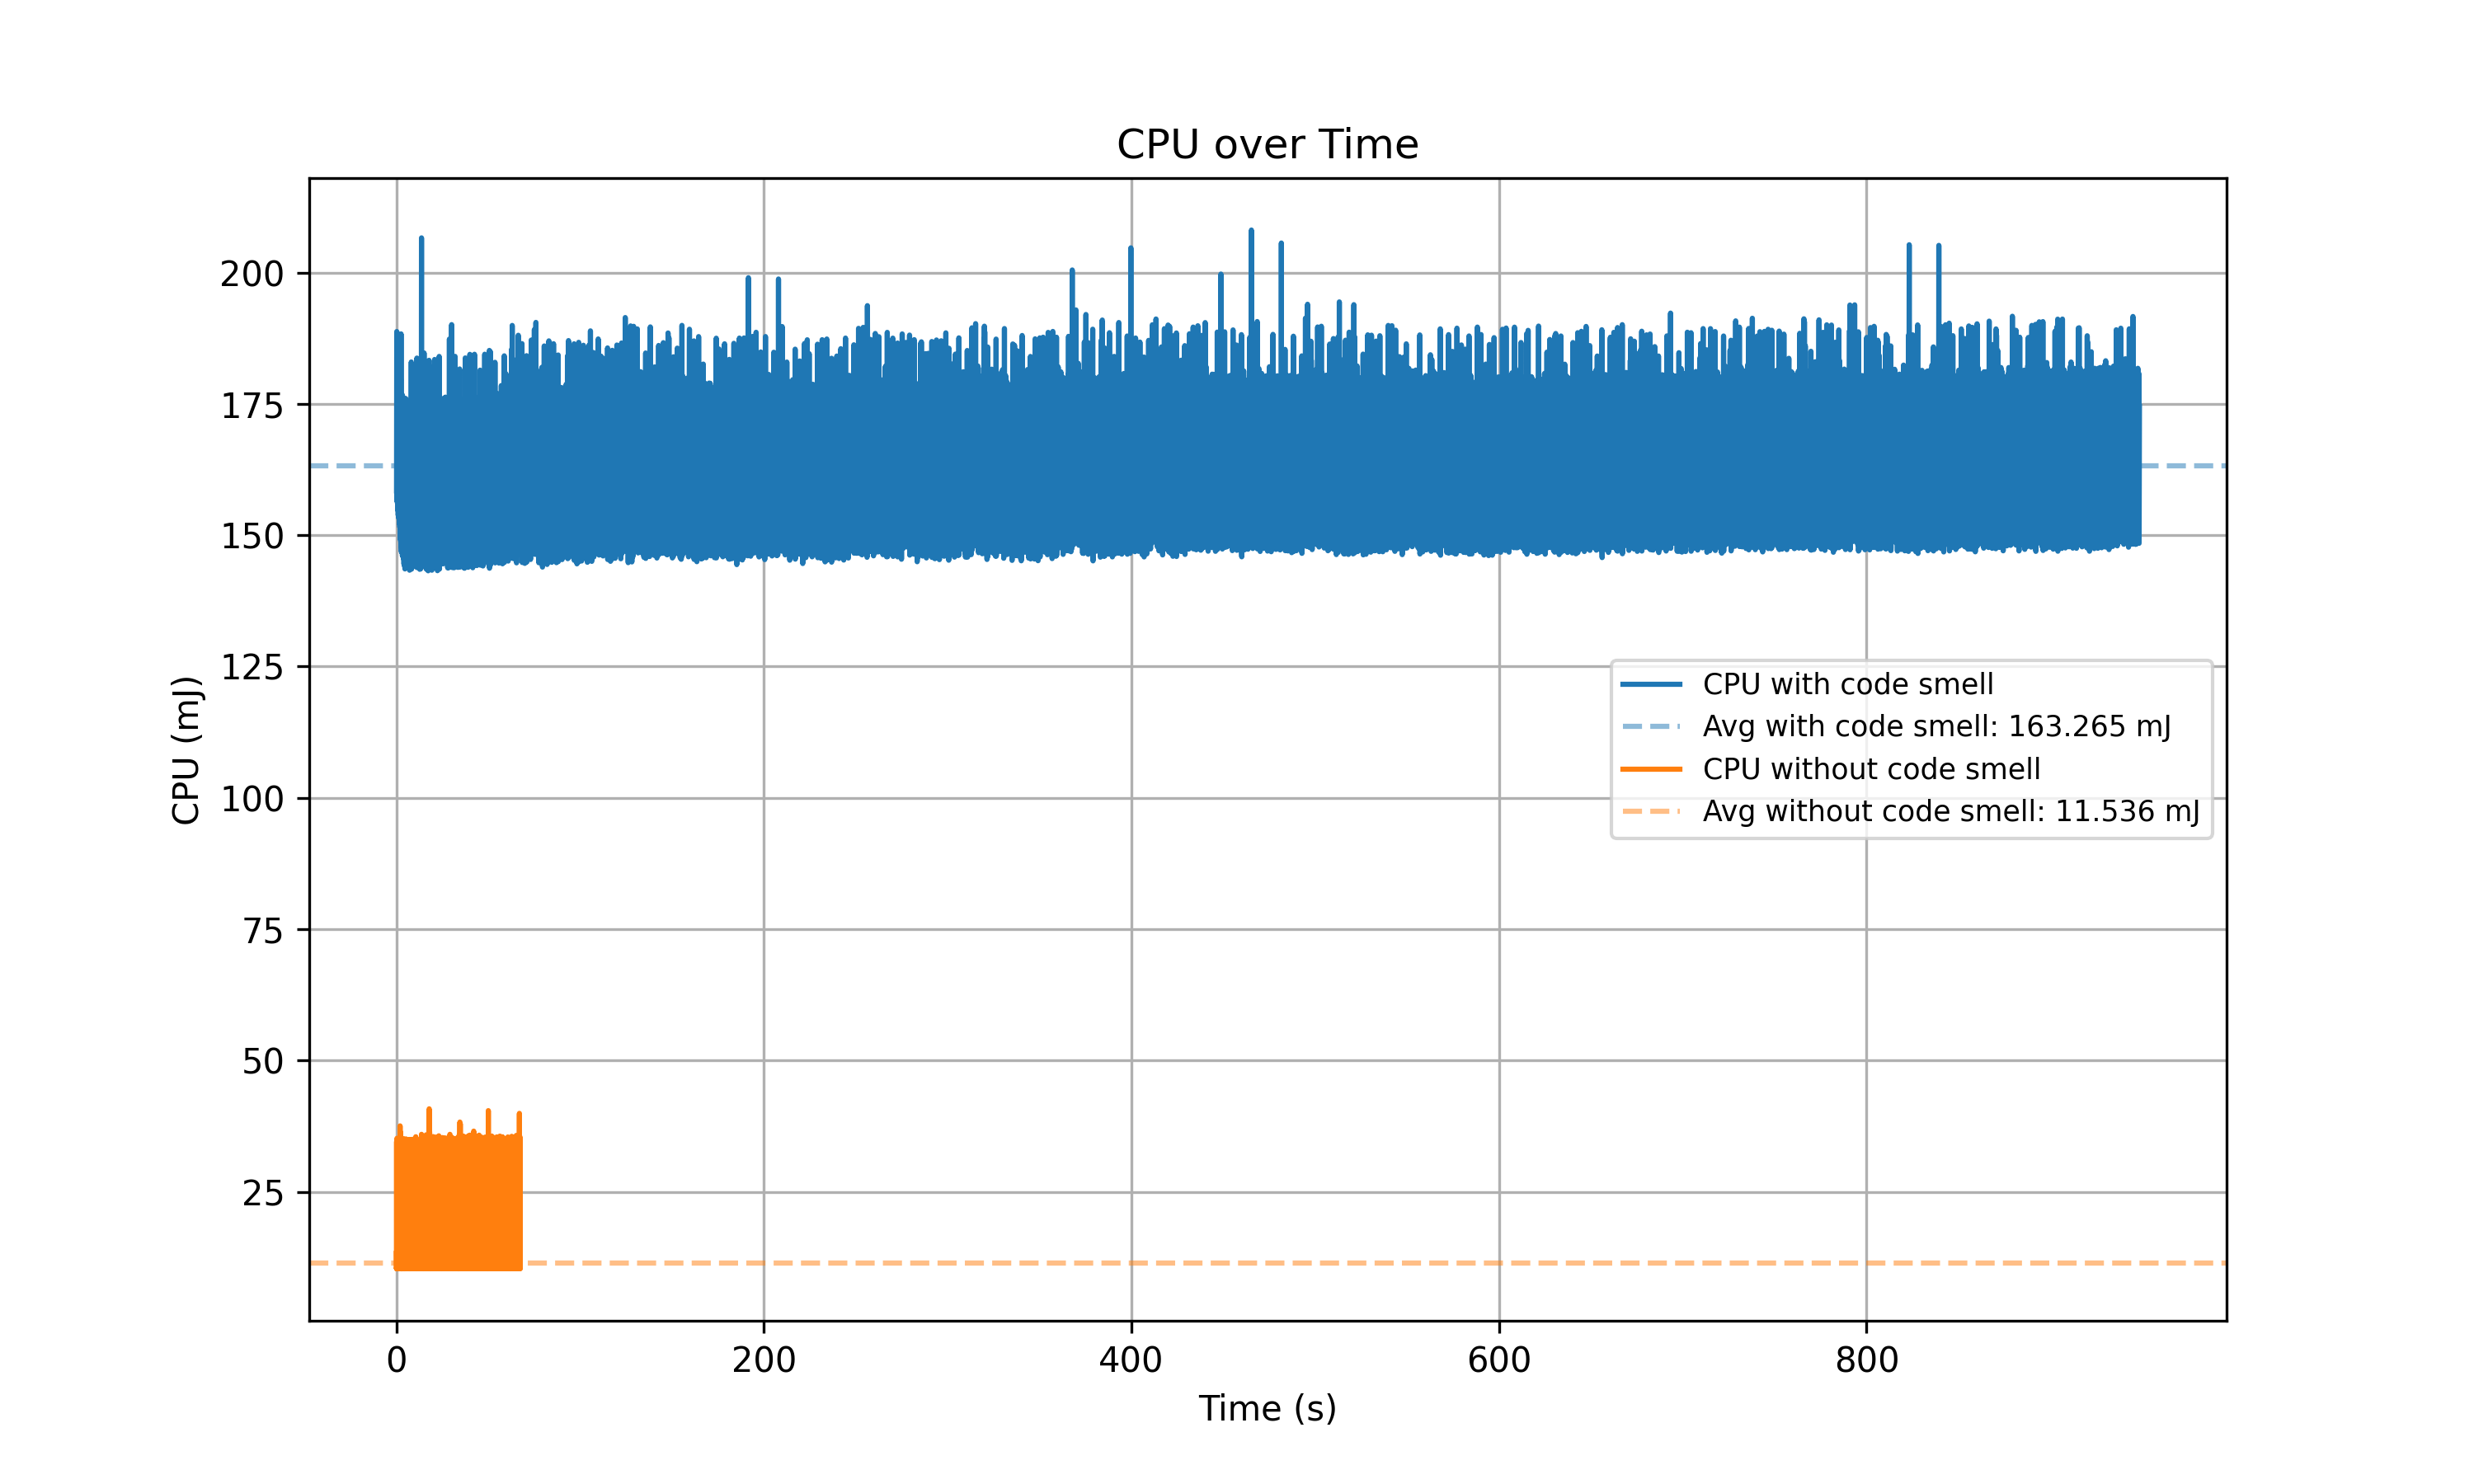 CPU over Time
CPU (mJ)
200
175
150
125
100
75
50
25
CPU with code smell
Avg with code smell: 163.265 mJ
CPU without code smell
Avg without code smell: 11.536 mJ
0 200 400 600 800
Time (s)